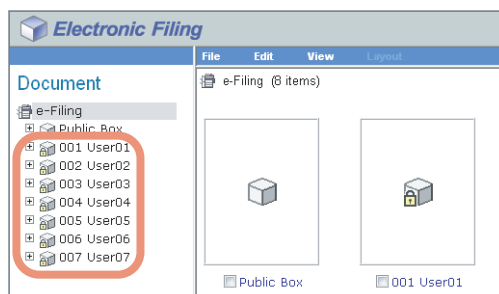 Electronic Filing
File Edit View Layout
Document
e-Filing (8 items)
e-Filing
Public Box
001 User01
002 User02
003 User03
004 User04
005 User05
006 User06
007 User07
Public Box
001 User01